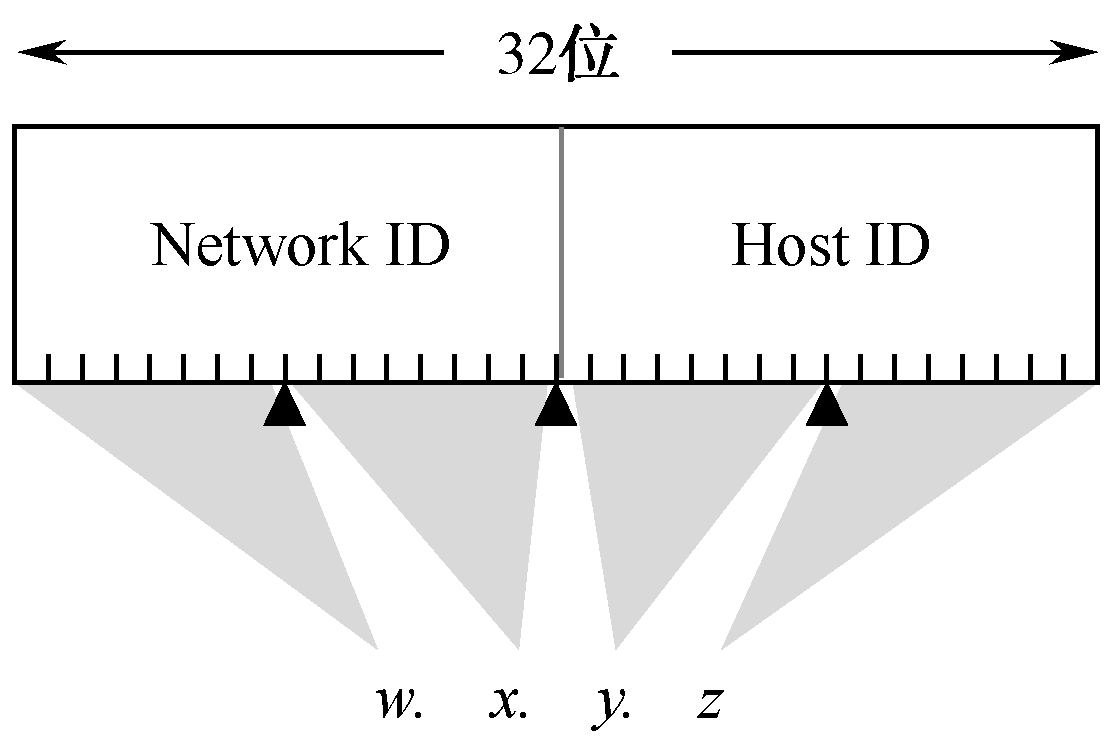 32位
Network ID Host ID
w. x. y. z